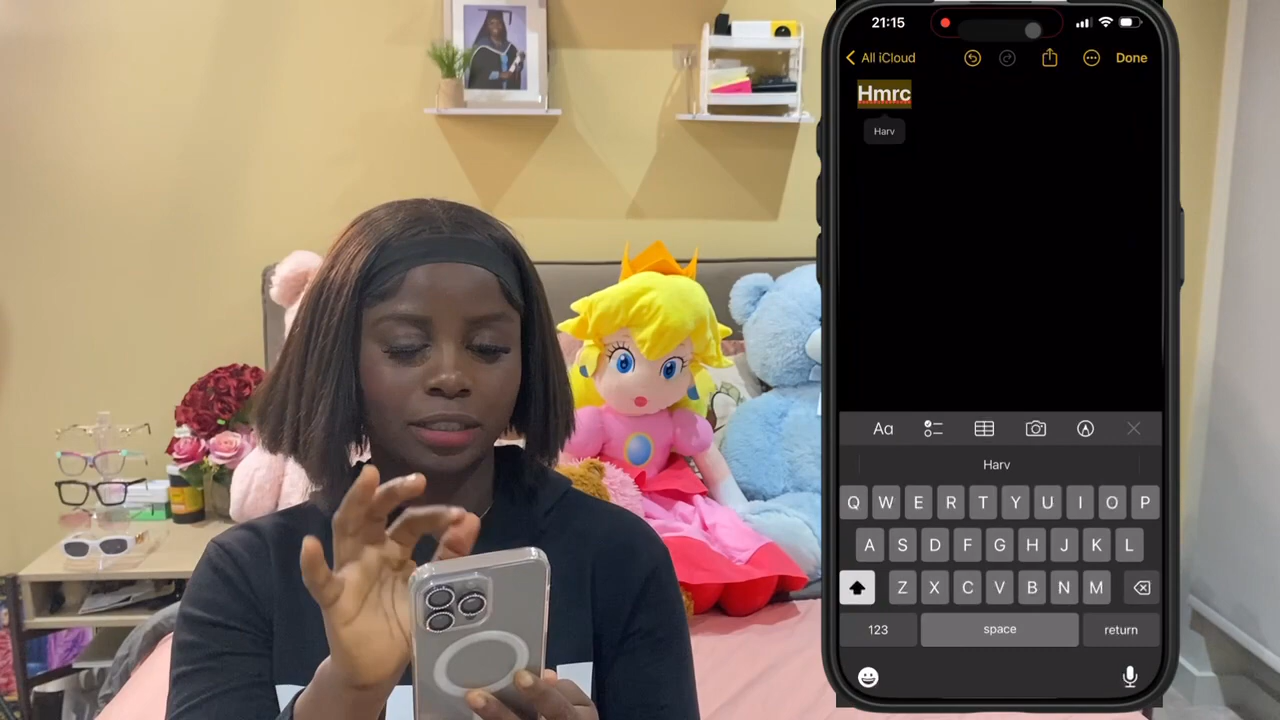 21:15
All iCloud
Done
Hmrc
Harv
Aa
Harv
Q W E R T Y U I O P
A S D F G H J K L
Z X C V B N M
123
space
return